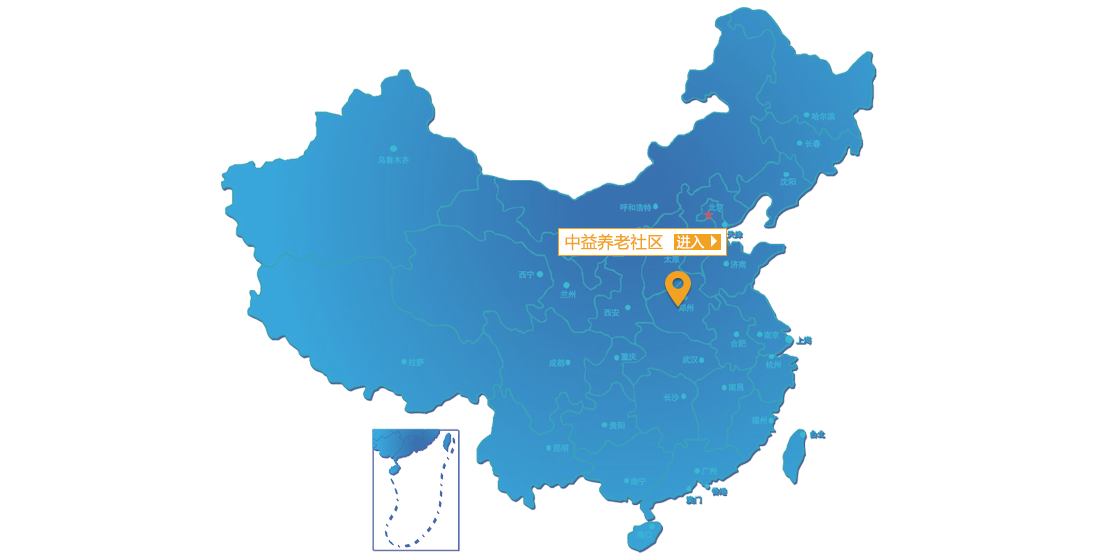 哈尔滨
长春
乌鲁木齐
沈阳
呼和浩特
北京
天津
中益养老社区 进入
太原
济南
西宁
兰州
郑州
西安
南京
上海
合肥
重庆
武汉
成都
拉萨
杭州
南昌
长沙
福州
贵阳
台北
昆明
广州
南宁
香港
澳门